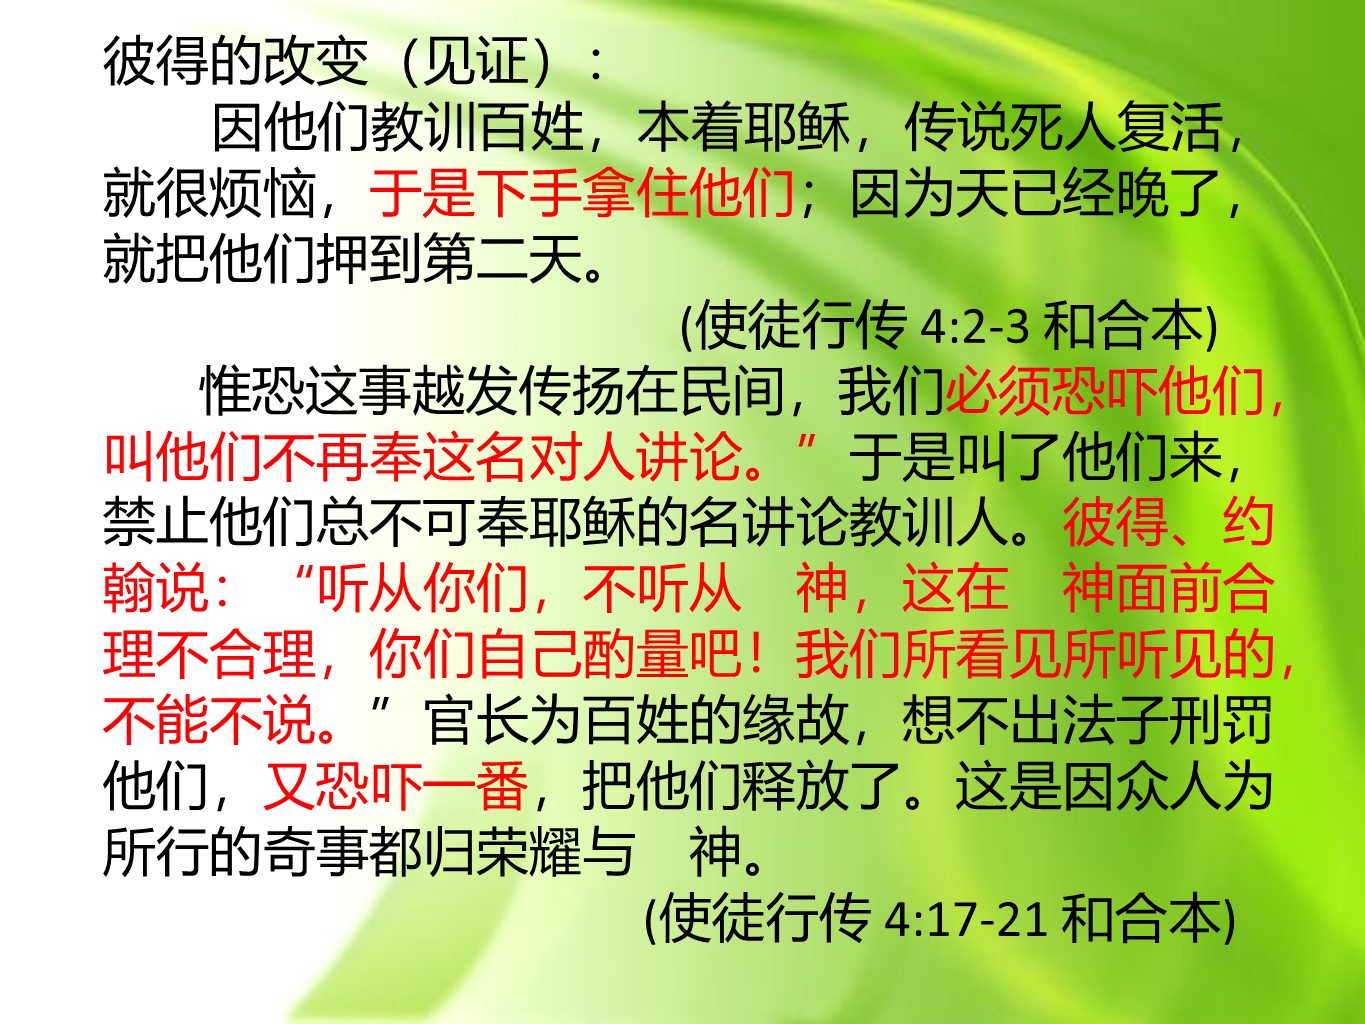 彼得的改变（见证）：
因他们教训百姓，本着耶稣，传说死人复活，
就很烦恼，于是下手拿住他们；因为天已经晚了，
就把他们押到第二天。
(使徒行传 4:2-3 和合本)
惟恐这事越发传扬在民间，我们必须恐吓他们，
叫他们不再奉这名对人讲论。”于是叫了他们来，
禁止他们总不可奉耶稣的名讲论教训人。彼得、约
翰说：“听从你们，不听从　神，这在　神面前合
理不合理，你们自己酌量吧！我们所看见所听见的，
不能不说。”官长为百姓的缘故，想不出法子刑罚
他们，又恐吓一番，把他们释放了。这是因众人为
所行的奇事都归荣耀与　神。
(使徒行传 4:17-21 和合本)